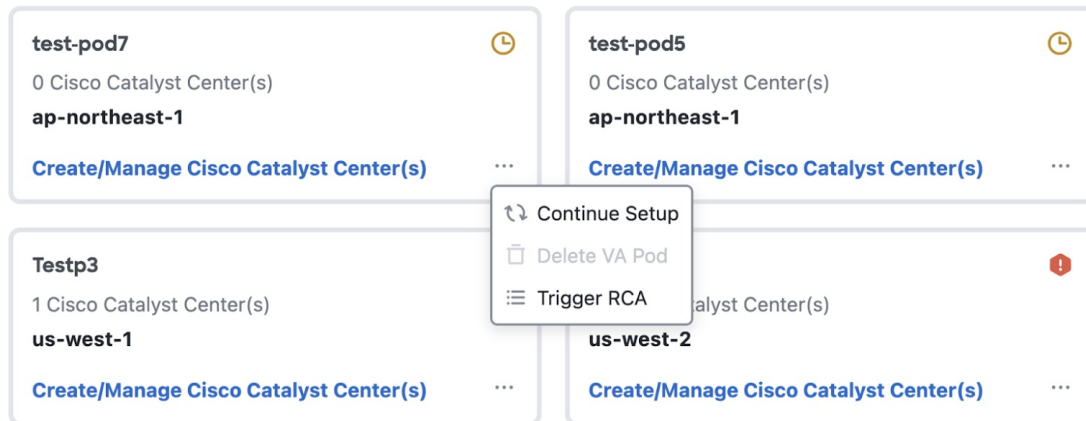 test-pod7
0 Cisco Catalyst Center(s)
ap-northeast-1
Create/Manage Cisco Catalyst Center(s)
...
test-pod5
0 Cisco Catalyst Center(s)
ap-northeast-1
Create/Manage Cisco Catalyst Center(s)
...
Continue Setup
Delete VA Pod
Trigger RCA
Testp3
1 Cisco Catalyst Center(s)
us-west-1
Create/Manage Cisco Catalyst Center(s)
...
Center(s)
us-west-2
Create/Manage Cisco Catalyst Center(s)
...